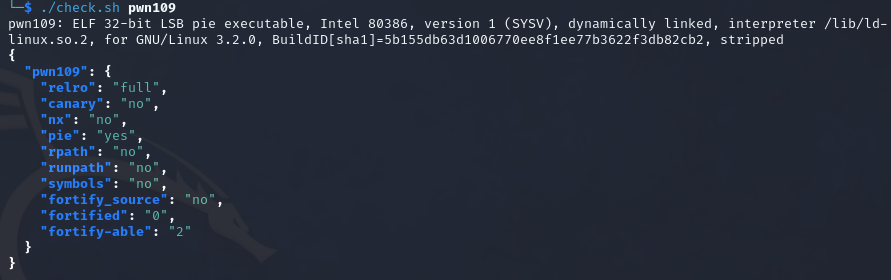 └─$ ./check.sh pwn109
pwn109: ELF 32-bit LSB pie executable, Intel 80386, version 1 (SYSV), dynamically linked, interpreter /lib/ld-
linux.so.2, for GNU/Linux 3.2.0, BuildID[sha1]=5b155db63d1006770ee8f1ee77b3622f3db82cb2, stripped
{
  "pwn109": {
    "relro": "full",
    "canary": "no",
    "nx": "no",
    "pie": "yes",
    "rpath": "no",
    "runpath": "no",
    "symbols": "no",
    "fortify_source": "no",
    "fortified": "0",
    "fortify-able": "2"
  }
}